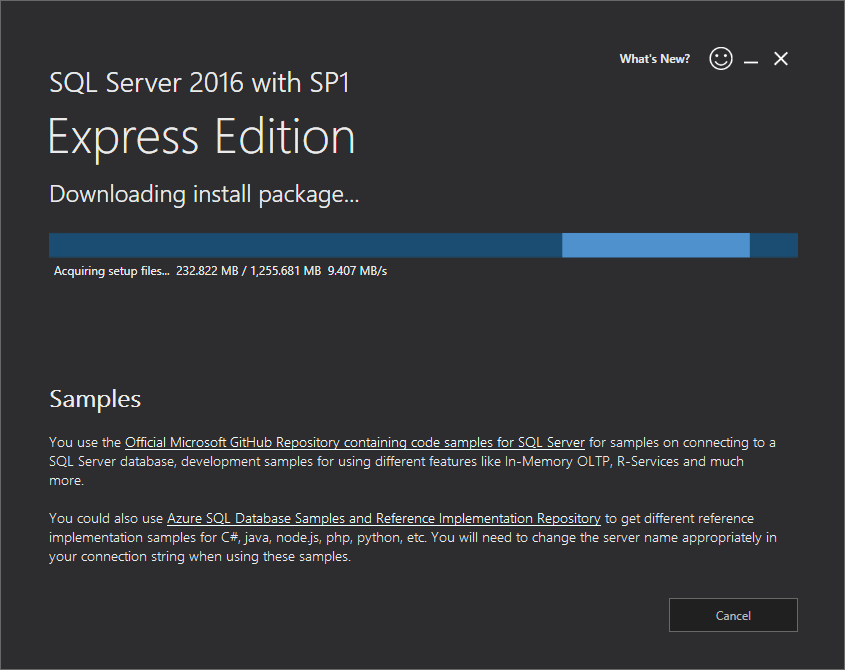 What's New?
SQL Server 2016 with SP1
Express Edition
Downloading install package...
Acquiring setup files... 232.822 MB / 1,255.681 MB 9.407 MB/s
Samples
You use the Official Microsoft GitHub Repository containing code samples for SQL Server for samples on connecting to a
SQL Server database, development samples for using different features like In-Memory OLTP, R-Services and much
more.
You could also use Azure SQL Database Samples and Reference Implementation Repository to get different reference
implementation samples for C#, java, node.js, php, python, etc. You will need to change the server name appropriately in
your connection string when using these samples.
Cancel